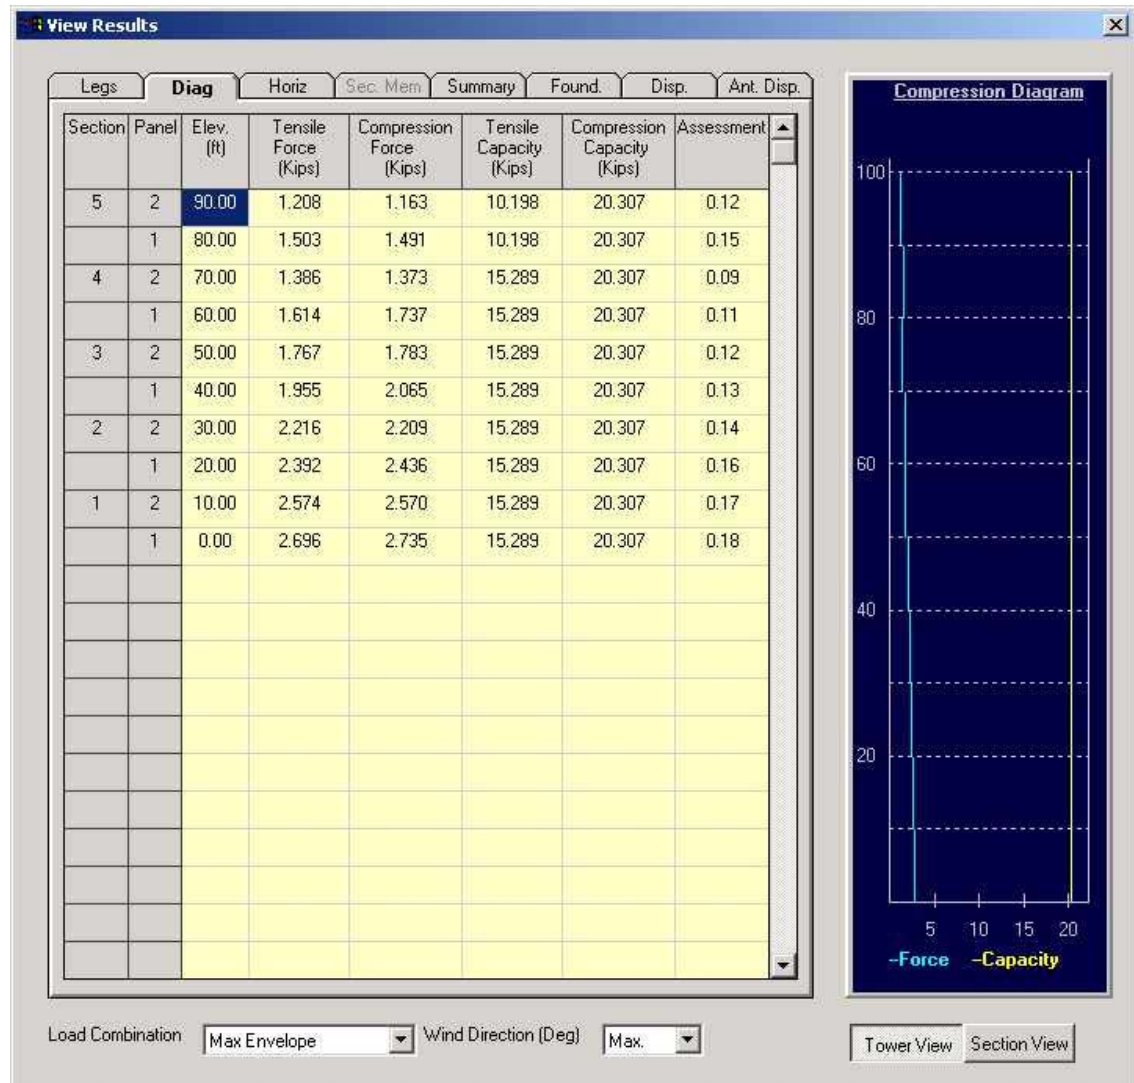 View Results
Legs Diag Horiz Sec. Mem Summary Found. Disp. Ant. Disp.
Section Panel Elev. (ft) Tensile Force (Kips) Compression Force (Kips) Tensile Capacity (Kips) Compression Capacity (Kips) Assessment
5 2 90.00 1.208 1.163 10.198 20.307 0.12
1 80.00 1.503 1.491 10.198 20.307 0.15
4 2 70.00 1.386 1.373 15.289 20.307 0.09
1 60.00 1.614 1.737 15.289 20.307 0.11
3 2 50.00 1.767 1.783 15.289 20.307 0.12
1 40.00 1.955 2.065 15.289 20.307 0.13
2 2 30.00 2.216 2.209 15.289 20.307 0.14
1 20.00 2.392 2.436 15.289 20.307 0.16
1 2 10.00 2.574 2.570 15.289 20.307 0.17
1 0.00 2.696 2.735 15.289 20.307 0.18
Compression Diagram
100
80
60
40
20
5 10 15 20
-Force -Capacity
Load Combination Max Envelope Wind Direction (Deg) Max.
Tower View Section View